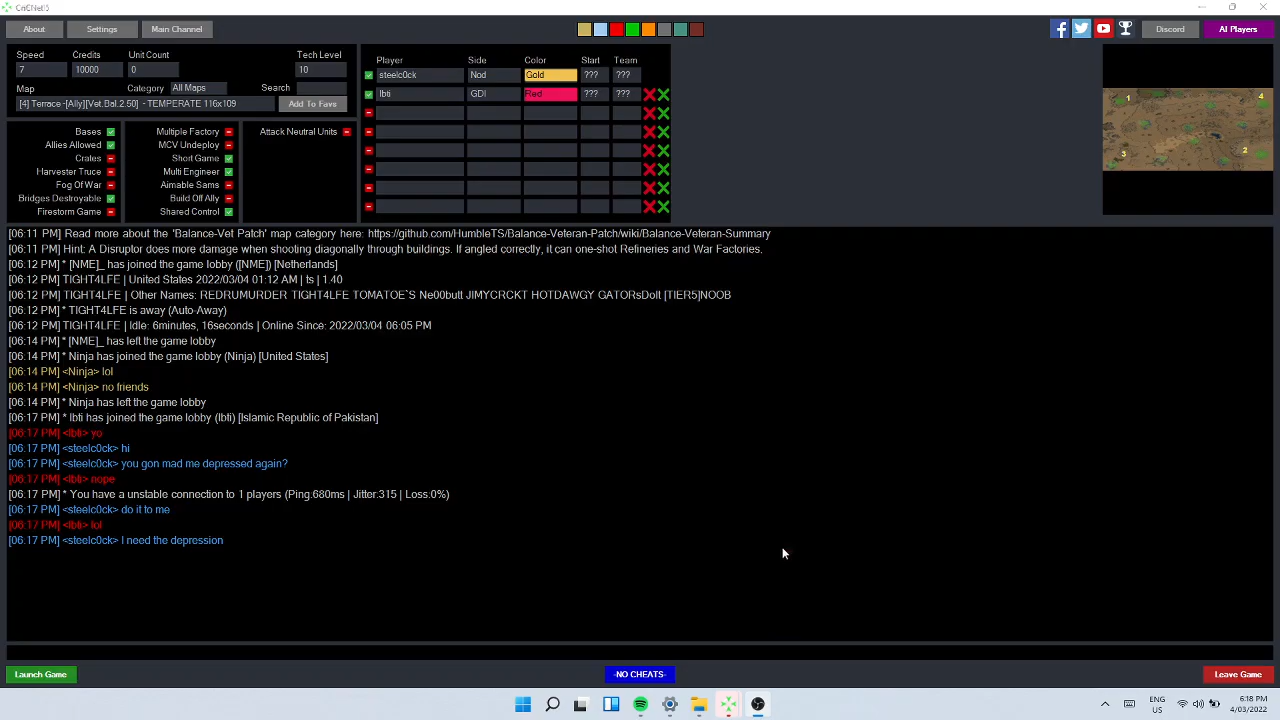 CnCNet5
About Settings Main Channel Discord AI Players
Speed Credits Unit Count Tech Level
7 10000 0 10
Map Category All Maps Search
[4] Terrace-[Ally][Vet.Bal.2.50] - TEMPERATE 116x109 Add To Favs
Player Side Color Start Team
steelc0ck Nod Gold ??? ???
Ibti GDI Red ??? ???
Bases Multiple Factory Attack Neutral Units
Allies Allowed MCV Undeploy
Crates Short Game
Harvester Truce Multi Engineer
Fog Of War Aimable Sams
Bridges Destroyable Build Off Ally
Firestorm Game Shared Control
1 4
3 2
[06:11 PM] Read more about the 'Balance-Vet Patch' map category here: https://github.com/HumbleTS/Balance-Veteran-Patch/wiki/Balance-Veteran-Summary
[06:11 PM] Hint: A Disruptor does more damage when shooting diagonally through buildings. If angled correctly, it can one-shot Refineries and War Factories.
[06:12 PM] * [NME]_ has joined the game lobby ([NME]) [Netherlands]
[06:12 PM] TIGHT4LFE | United States 2022/03/04 01:12 AM | ts | 1.40
[06:12 PM] TIGHT4LFE | Other Names: REDRUMURDER TIGHT4LFE TOMATOE`S Ne00butt JIMYCRCKT HOTDAWGY GATORsDolt [TIER5]NOOB
[06:12 PM] * TIGHT4LFE is away (Auto-Away)
[06:12 PM] TIGHT4LFE | Idle: 6minutes, 16seconds | Online Since: 2022/03/04 06:05 PM
[06:14 PM] * [NME]_ has left the game lobby
[06:14 PM] * Ninja has joined the game lobby (Ninja) [United States]
[06:14 PM] <Ninja> lol
[06:14 PM] <Ninja> no friends
[06:14 PM] * Ninja has left the game lobby
[06:17 PM] * Ibti has joined the game lobby (Ibti) [Islamic Republic of Pakistan]
[06:17 PM] <Ibti> yo
[06:17 PM] <steelc0ck> hi
[06:17 PM] <steelc0ck> you gon mad me depressed again?
[06:17 PM] <Ibti> nope
[06:17 PM] * You have a unstable connection to 1 players (Ping:680ms | Jitter:315 | Loss:0%)
[06:17 PM] <steelc0ck> do it to me
[06:17 PM] <Ibti> lol
[06:17 PM] <steelc0ck> I need the depression
Launch Game -NO CHEATS- Leave Game
ENG
US
6:18 PM
4/03/2022